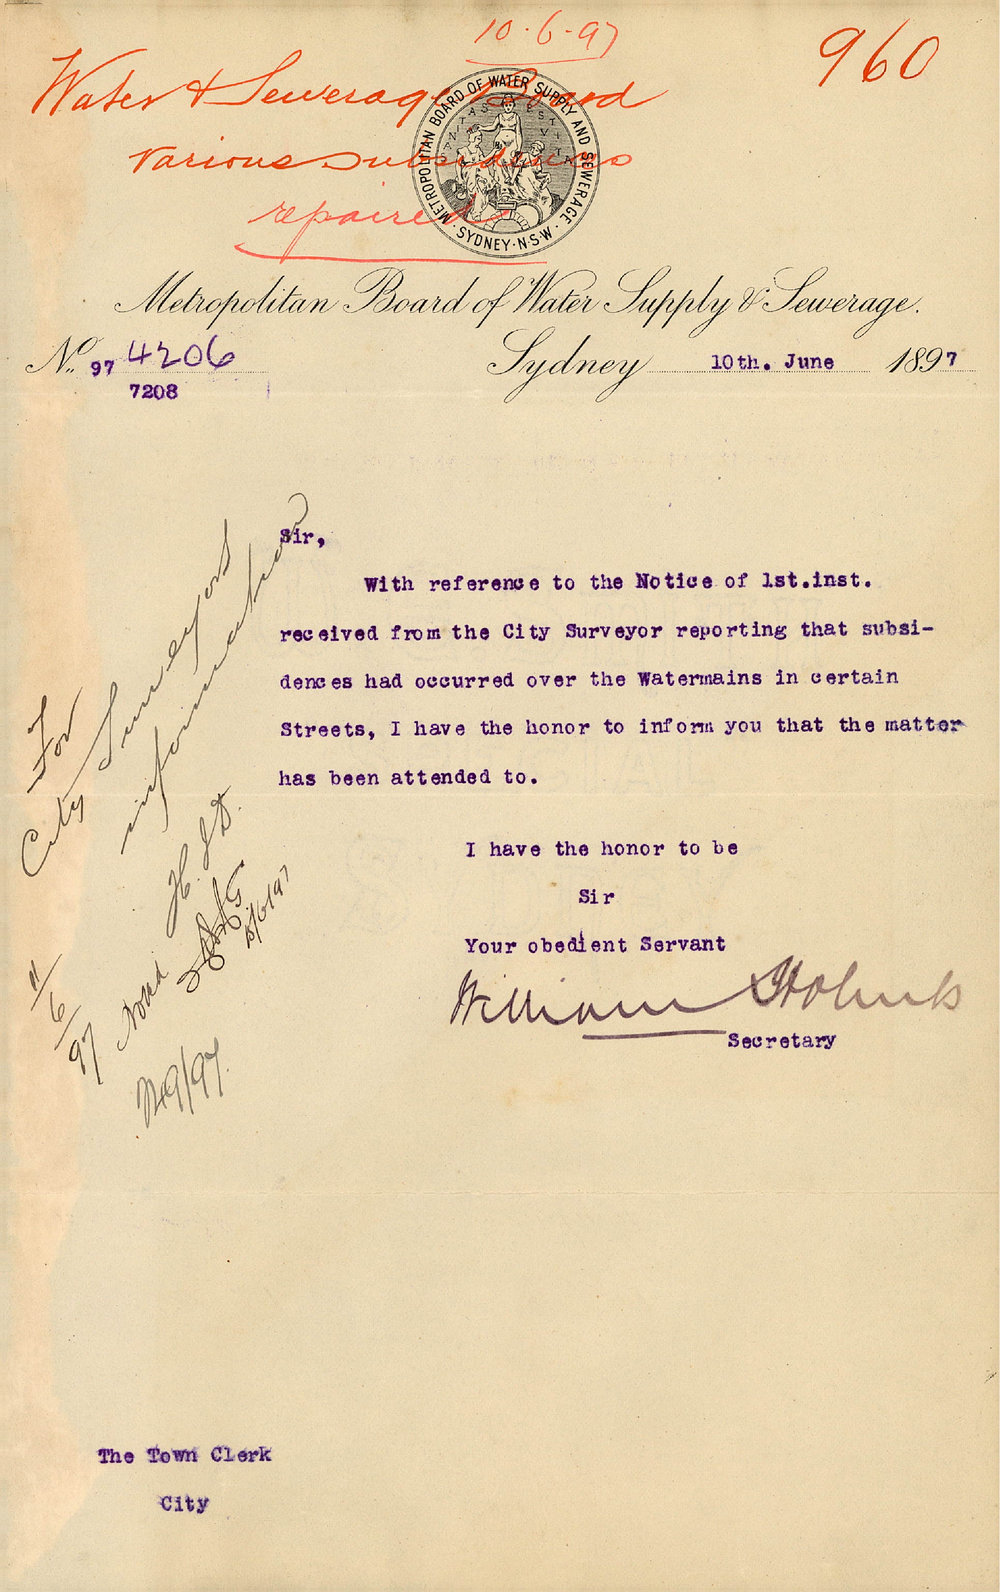 10-6-97
960
Water & Sewerage Board
various subsidences
repaired
METROPOLITAN BOARD OF WATER SUPPLY AND SEWERAGE
SANITAS EST VITA
SYDNEY·N·S·W·
Metropolitan Board of Water Supply & Sewerage.
No. 97 4206
7208
Sydney 10th. June 1897
Sir,
With reference to the Notice of 1st.inst.
received from the City Surveyor reporting that subsi-
dences had occurred over the Watermains in certain
Streets, I have the honor to inform you that the matter
has been attended to.
I have the honor to be
Sir
Your obedient Servant
William Holmes
Secretary
For
City Surveyors
information
H. J. D.
11/6/97
Noted
The Town Clerk
City